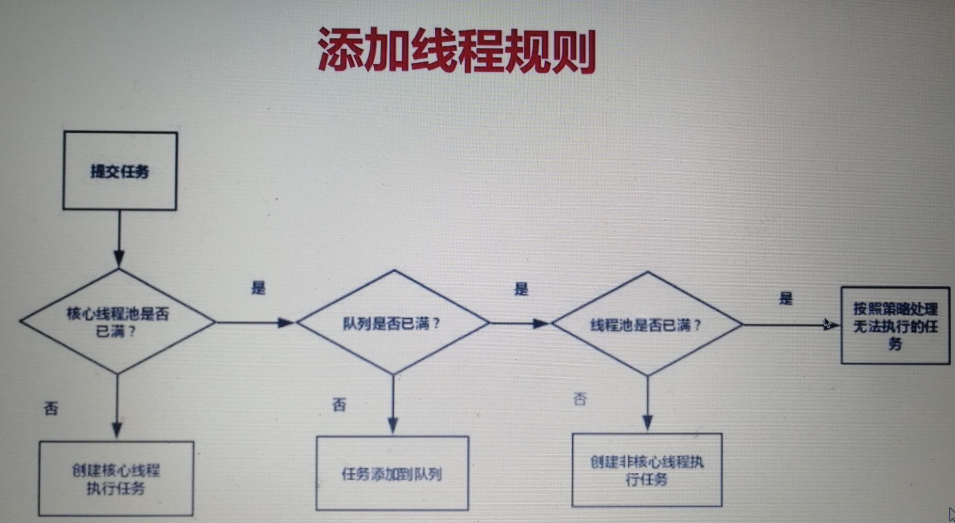 添加线程规则
提交任务
核心线程池是否
已满？
是
队列是否已满？
是
线程池是否已满？
是
按照策略处理
无法执行的任
务
否
创建核心线程
执行任务
否
任务添加到队列
否
创建非核心线程执
行任务